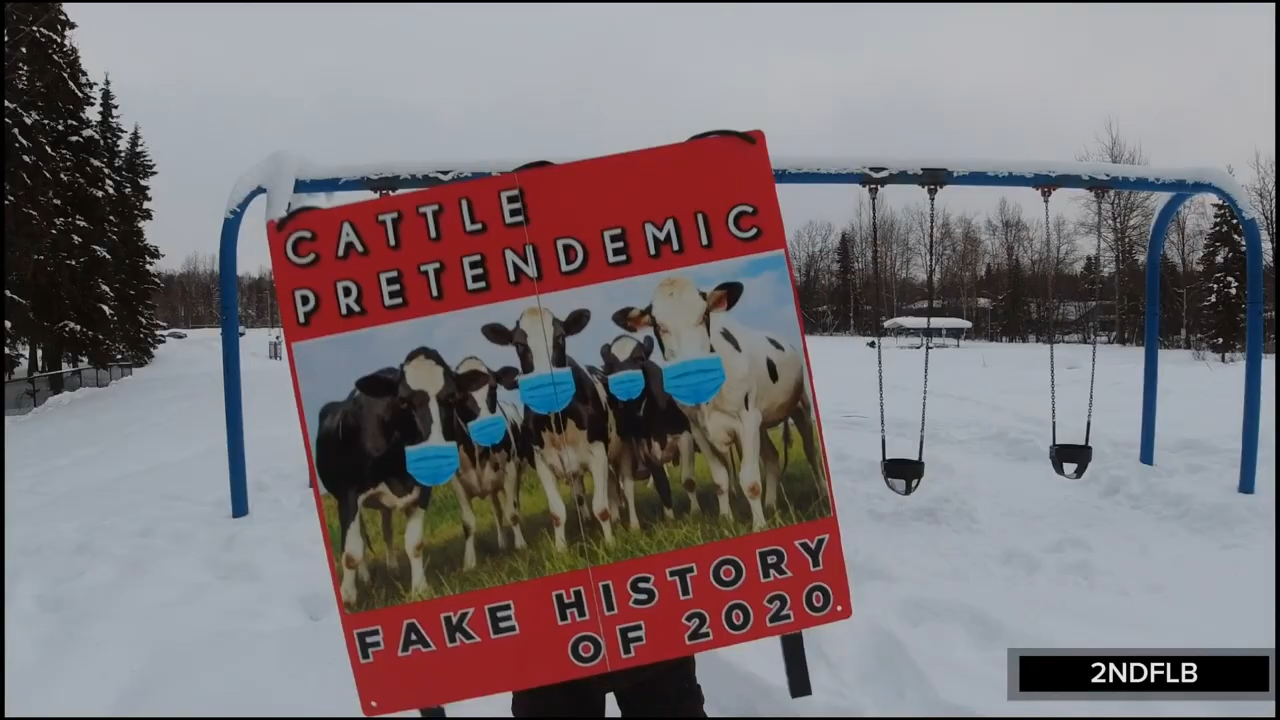 CATTLE
PRETENDEMIC
FAKE HISTORY
OF 2020.
2NDFLB